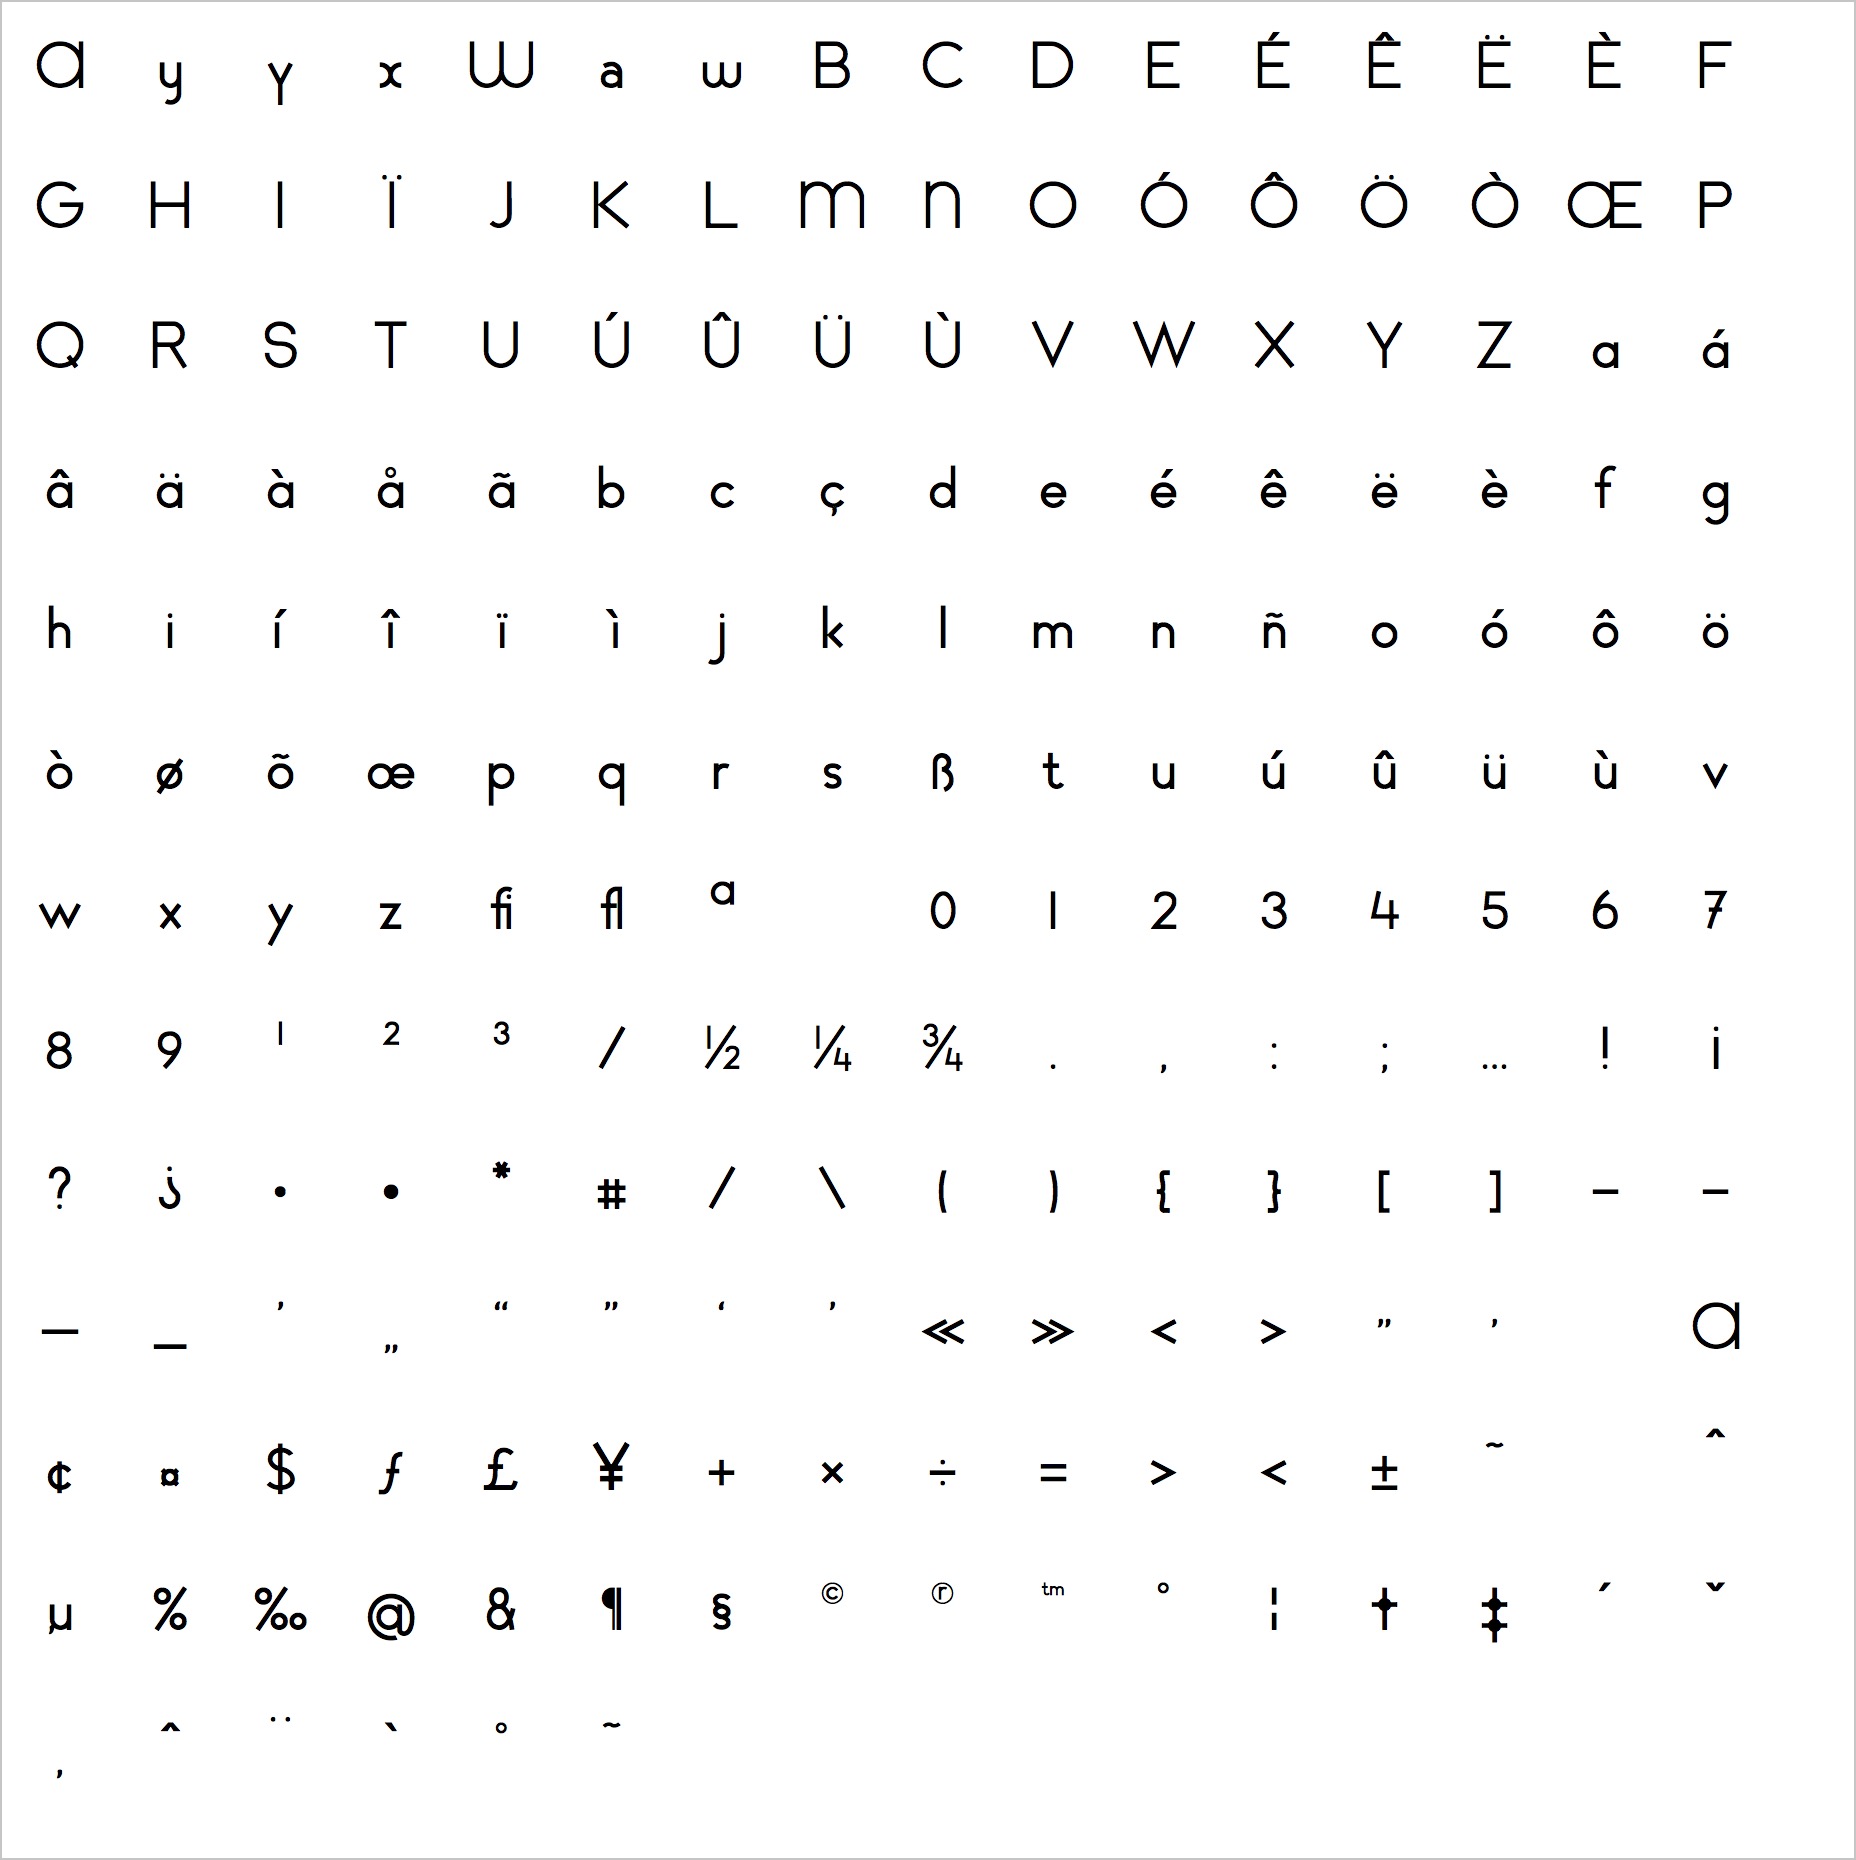 a y y x W a w B C D E É Ê Ë È F
G H I Ï J K L M N O Ó Ô Ö Ò Œ P
Q R S T U Ú Û Ü Ù V W X Y Z a á
â ä à å ã b c ç d e é ê ë è f g
h i í î ï ì j k l m n ñ o ó ô ö
ò ø õ œ p q r s ß t u ú û ü ù v
w x y z fi fl ª 0 1 2 3 4 5 6 7
8 9 ¹ ² ³ ⁄ ½ ¼ ¾ . , : ; … ! ¡
? ¿ · • * # / \ ( ) { } [ ] - –
— _ ’ „ “ ” ‘ ’ « » < > " ' a
¢ ¤ $ ƒ £ ¥ + × ÷ = > < ± ~ ^
µ % ‰ @ & ¶ § © ® ™ ° ¦ † ‡ ´ ˇ
¸ ˆ ¨ ` ˚ ˜